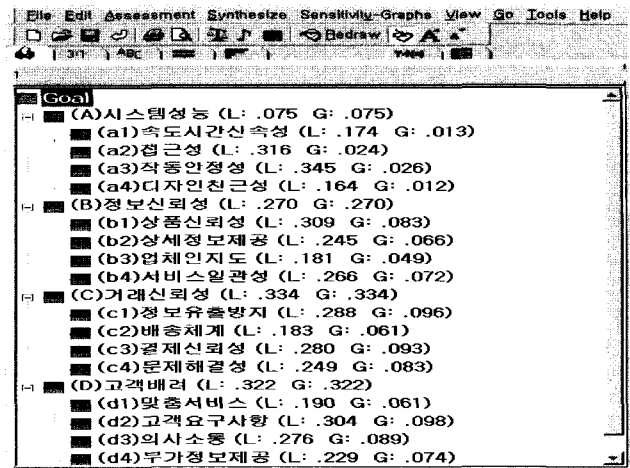 File Edit Assessment Synthesize Sensitivity-Graphs View Go Tools Help
Redraw A
3:1 ABC
Goal
(A)시스템성능 (L: .075 G: .075)
(a1)속도시간신속성 (L: .174 G: .013)
(a2)접근성 (L: .316 G: .024)
(a3)작동안정성 (L: .345 G: .026)
(a4)디자인친근성 (L: .164 G: .012)
(B)정보신뢰성 (L: .270 G: .270)
(b1)상품신뢰성 (L: .309 G: .083)
(b2)상세정보제공 (L: .245 G: .066)
(b3)업체인지도 (L: .181 G: .049)
(b4)서비스일관성 (L: .266 G: .072)
(C)거래신뢰성 (L: .334 G: .334)
(c1)정보유출방지 (L: .288 G: .096)
(c2)배송체계 (L: .183 G: .061)
(c3)결제신뢰성 (L: .280 G: .093)
(c4)문제해결성 (L: .249 G: .083)
(D)고객배려 (L: .322 G: .322)
(d1)맞춤서비스 (L: .190 G: .061)
(d2)고객요구사항 (L: .304 G: .098)
(d3)의사소통 (L: .276 G: .089)
(d4)부가정보제공 (L: .229 G: .074)